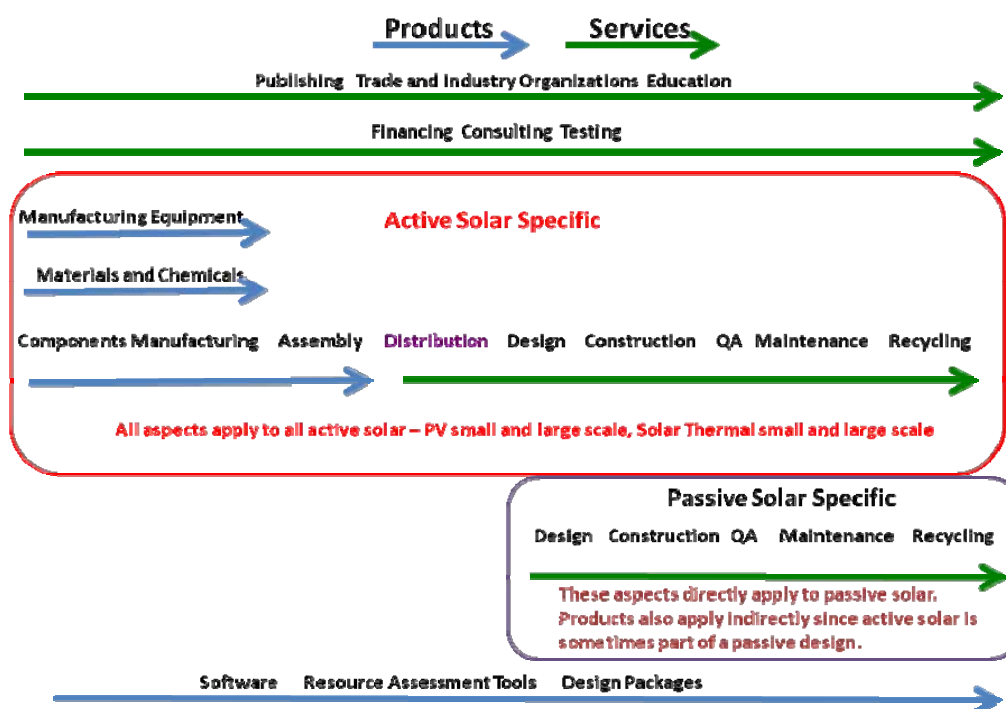 Products Services
Publishing Trade and Industry Organizations Education
Financing Consulting Testing
Manufacturing Equipment
Active Solar Specific
Materials and Chemicals
Components Manufacturing Assembly Distribution Design Construction QA Maintenance Recycling
All aspects apply to all active solar – PV small and large scale, Solar Thermal small and large scale
Passive Solar Specific
Design Construction QA Maintenance Recycling
These aspects directly apply to passive solar.
Products also apply indirectly since active solar is
sometimes part of a passive design.
Software Resource Assessment Tools Design Packages